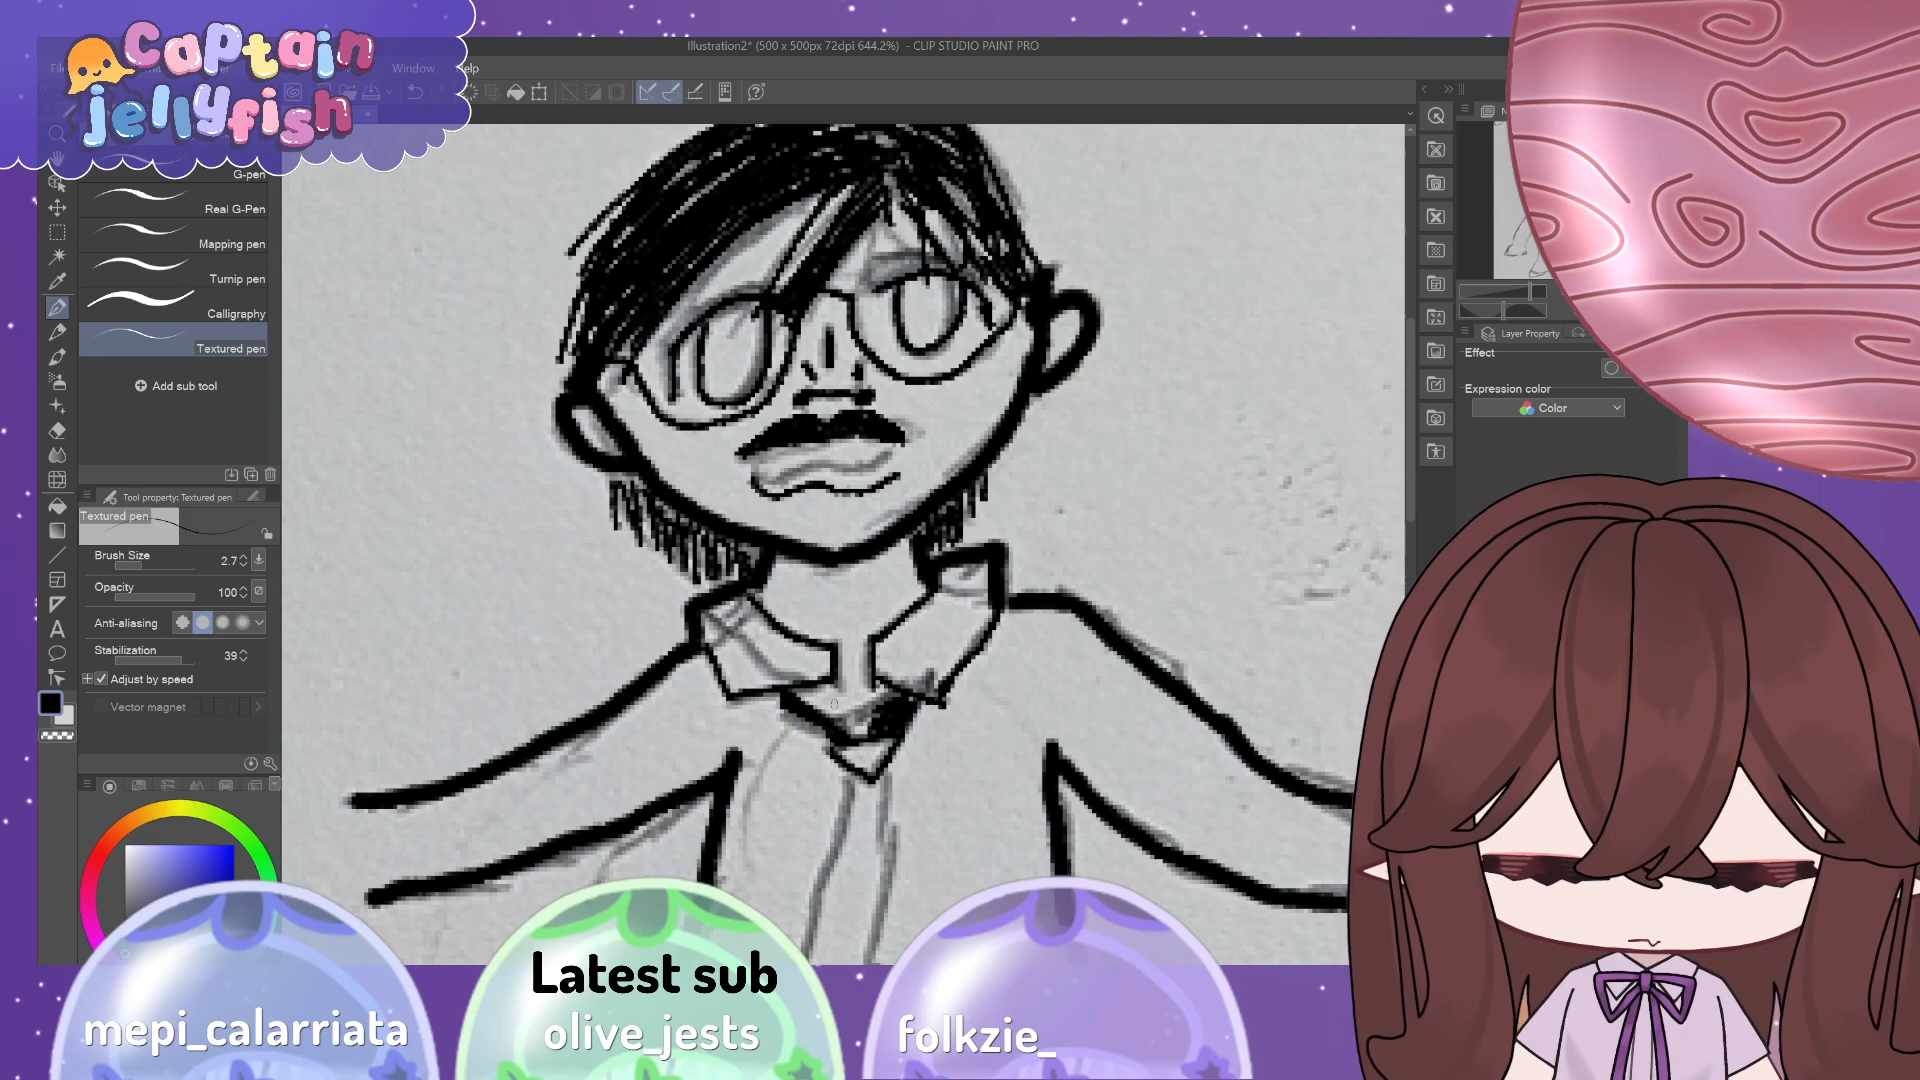 Captain
jellyfish
Illustration2* (500 x 500px 72dpi 644.2%) - CLIP STUDIO PAINT PRO
Window
G-pen
Real G-Pen
Mapping pen
Turnip pen
Calligraphy
Textured pen
Add sub tool
Tool property: Textured pen
Textured pen
Brush Size
2.7
Opacity
100
Anti-aliasing
Stabilization
39
Adjust by speed
Vector magnet
Layer Property
Effect
Expression color
Color
mepi_calarriata
Latest sub
olive_jests
folkzie_